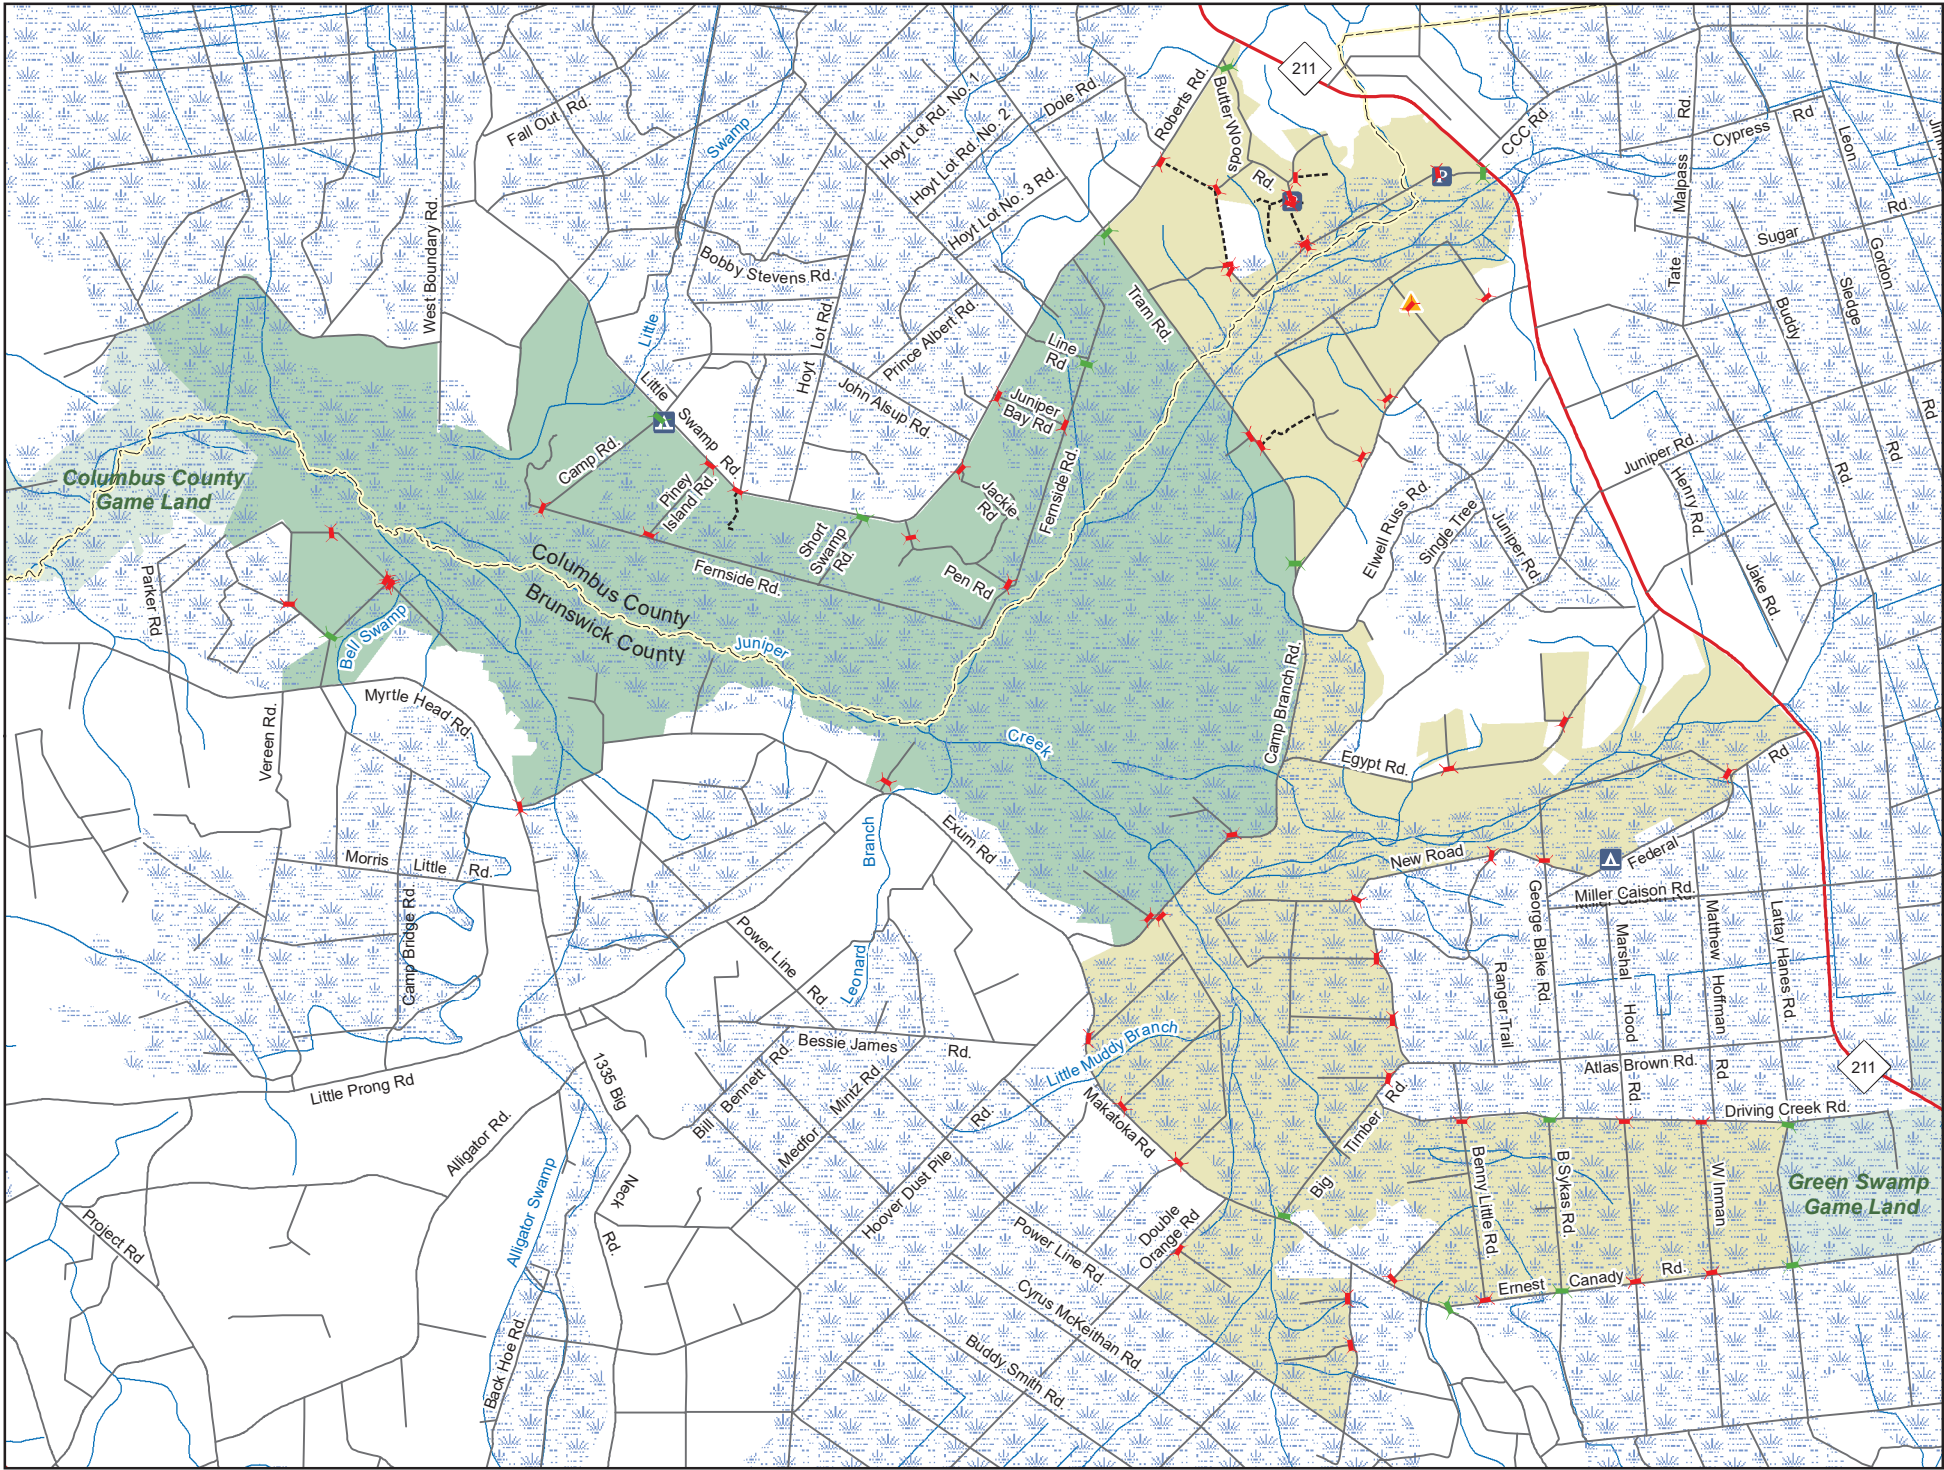 211
Roberts Rd.
Butter Woods
Rd.
CCC Rd
Hoyt Lot Rd. No. 1
Hoyt Lot Rd. No. 2
Dole Rd.
Hoyt Lot No. 3 Rd.
Fall Out Rd.
Swamp
Little
West Boundary Rd.
Bobby Stevens Rd.
Hoyt Lot Rd.
Prince Albert Rd.
John Alsup Rd.
Line
Rd
Tram Rd.
Juniper
Bay Rd
Jackie
Rd
Fernside Rd.
Pen Rd
Little Swamp Rd.
Camp Rd.
Piney
Island Rd.
Short
Swamp
Rd.
Fernside Rd.
Malpass Rd
Tate
Cypress Rd
Leon
Sugar Rd
Gordon
Buddy
Sledge
Rd
Rd
Rd
Juniper Rd.
Henry Rd.
Jake Rd
Elwell Russ Rd.
Single Tree
Juniper Rd.
Columbus County
Game Land
Columbus County
Brunswick County
Juniper
Creek
Parker Rd
Bell Swamp
Myrtle Head Rd.
Vereen Rd.
Camp Branch Rd.
Egypt Rd.
Morris Little Rd.
Camp Bridge Rd.
Little Prong Rd
Branch
Leonard
Exum Rd
Power Line Rd.
Bessie James Rd.
Little Muddy Branch
Makatoka Rd
New Road
Federal
Rd
Miller Caison Rd.
Miller Caison Rd.
George Blake Rd.
Ranger Trail
Marshal Hood Rd
Matthew Hoffman Rd.
Lattay Hanes Rd.
Atlas Brown Rd.
211
Driving Creek Rd.
Big Timber Rd.
Benny Little Rd.
B Sykas Rd.
W Inman
Green Swamp
Game Land
Ernest Canady Rd.
1335 Big Neck Rd
Bill Bennett Rd.
Medfor Mintz Rd.
Hoover Dust Pile Rd.
Alligator Rd.
Alligator Swamp
Back Hoe Rd.
Project Rd
Double
Orange Rd
Power Line Rd.
Cyrus McKeithan Rd.
Buddy Smith Rd.